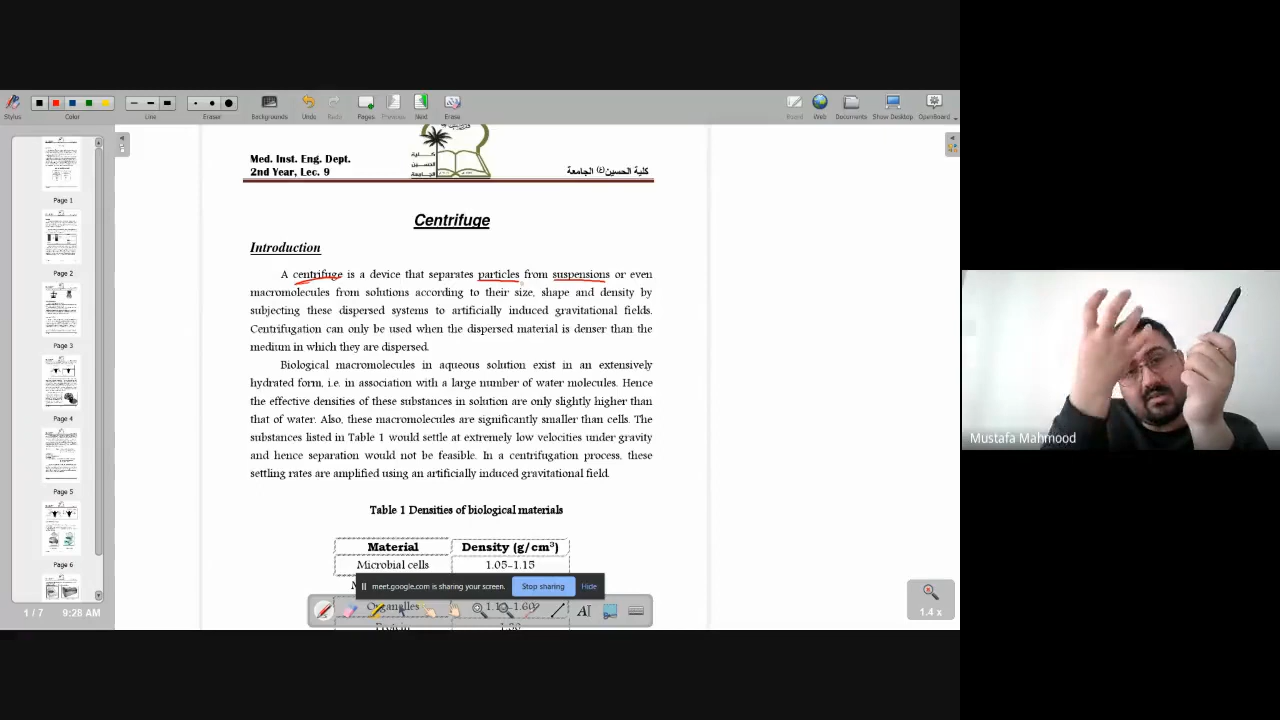 Stylus
Color
Line
Eraser
Backgrounds
Undo
Redo
Pages
Previous
Next
Erase
Board
Web
Documents
Show Desktop
OpenBoard
Med. Inst. Eng. Dept.
2nd Year, Lec. 9
كلية الحسين (ع) الجامعة
كلية
الحسين
الجامعة
Centrifuge
Introduction
A centrifuge is a device that separates particles from suspensions or even
macromolecules from solutions according to their size, shape and density by
subjecting these dispersed systems to artificially induced gravitational fields.
Centrifugation can only be used when the dispersed material is denser than the
medium in which they are dispersed.
Biological macromolecules in aqueous solution exist in an extensively
hydrated form, i.e. in association with a large number of water molecules. Hence
the effective densities of these substances in solution are only slightly higher than
that of water. Also, these macromolecules are significantly smaller than cells. The
substances listed in Table 1 would settle at extremely low velocities under gravity
and hence separation would not be feasible. In a centrifugation process, these
settling rates are amplified using an artificially induced gravitational field.
Table 1 Densities of biological materials
Material Density (g/cm³)
Microbial cells 1.05–1.15
meet.google.com is sharing your screen. Stop sharing Hide
Organelles
Page 1
Page 2
Page 3
Page 4
Page 5
Page 6
1 / 7 9:28 AM
1.4 x
Mustafa Mahmood